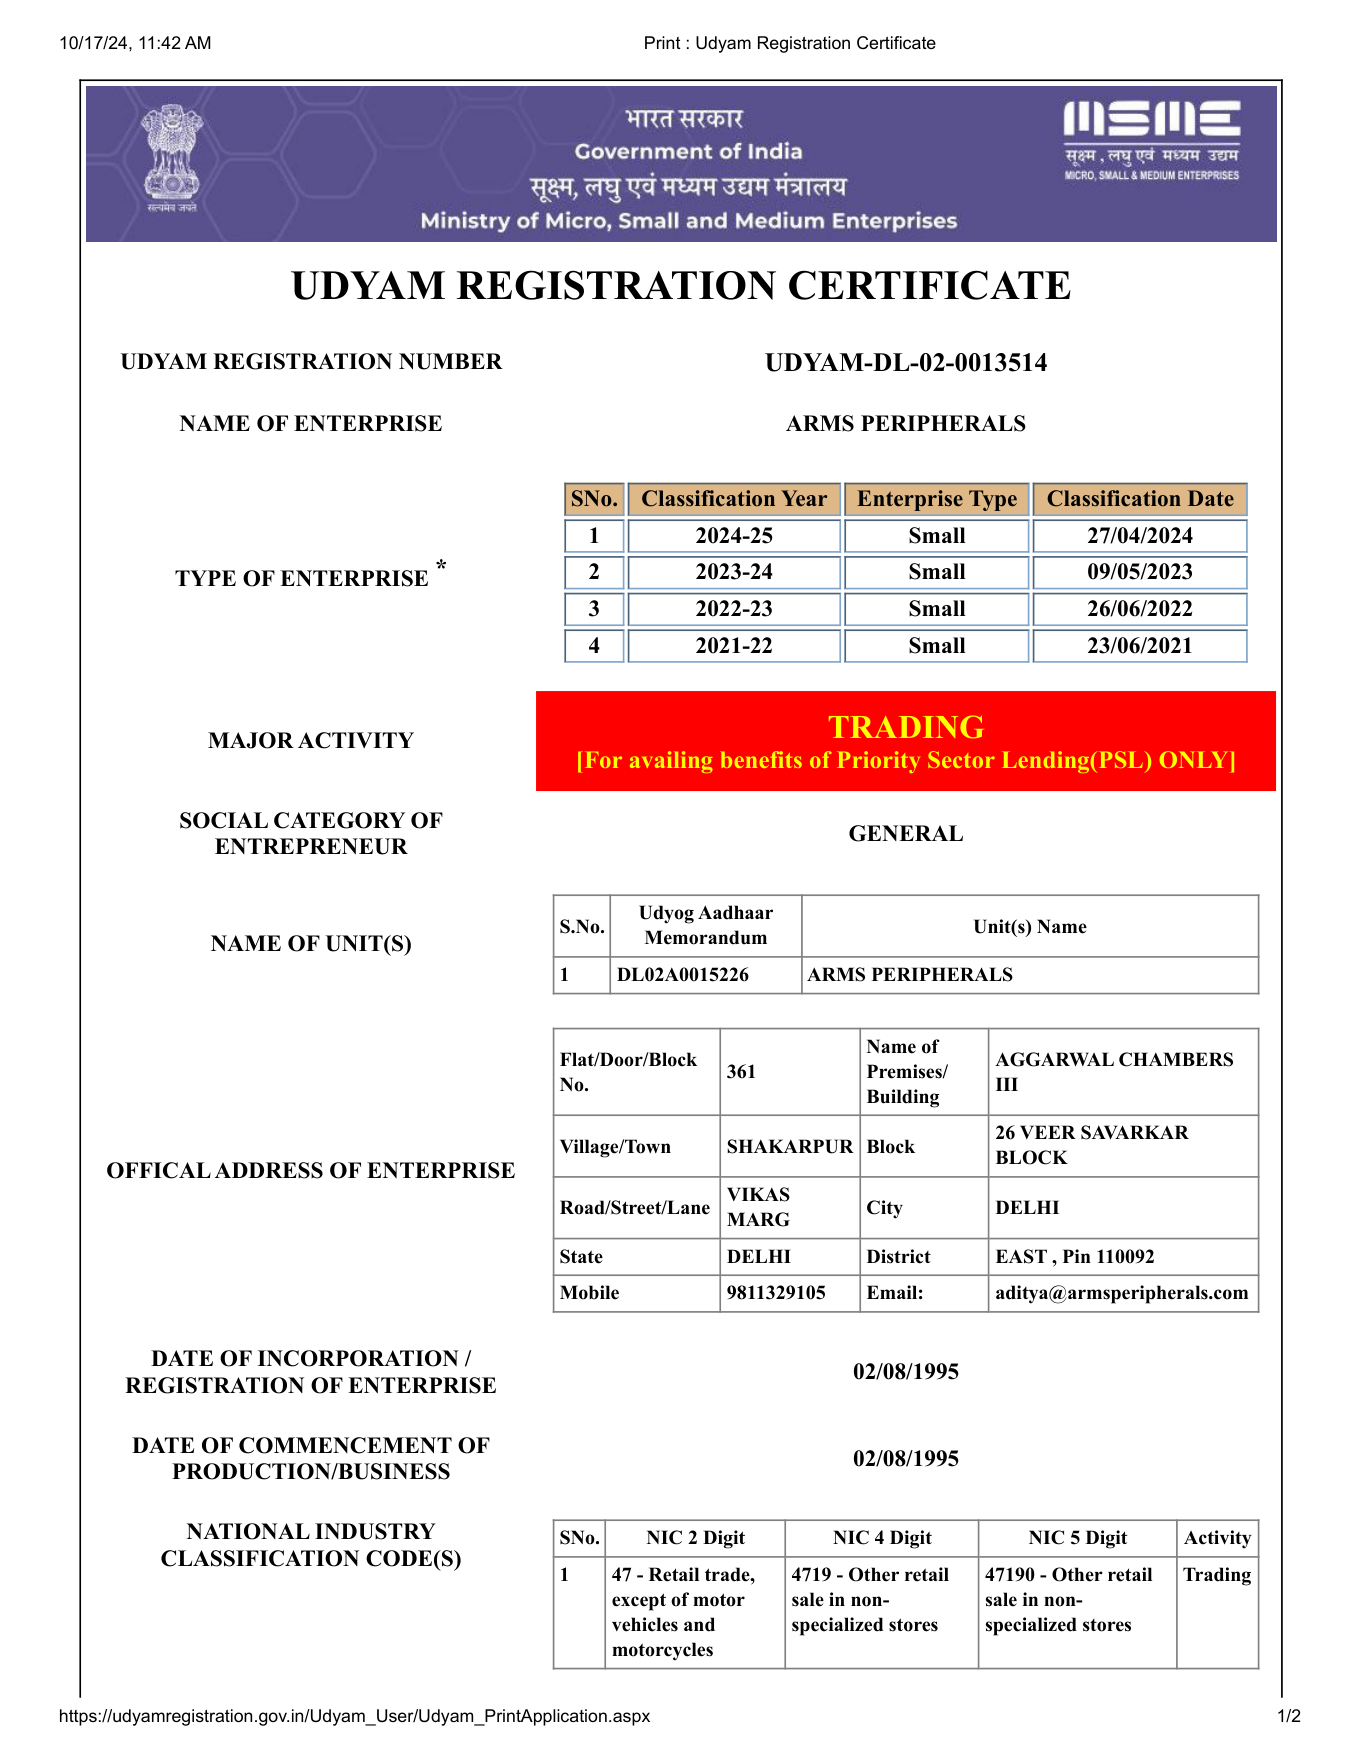 10/17/24, 11:42 AM
Print : Udyam Registration Certificate
सत्यमेव जयते
भारत सरकार
Government of India
सूक्ष्म, लघु एवं मध्यम उद्यम मंत्रालय
Ministry of Micro, Small and Medium Enterprises
MSME
सूक्ष्म , लघु एवं मध्यम उद्यम
MICRO, SMALL & MEDIUM ENTERPRISES
UDYAM REGISTRATION CERTIFICATE
UDYAM REGISTRATION NUMBER
UDYAM-DL-02-0013514
NAME OF ENTERPRISE
ARMS PERIPHERALS
TYPE OF ENTERPRISE *
SNo. Classification Year Enterprise Type Classification Date
1 2024-25 Small 27/04/2024
2 2023-24 Small 09/05/2023
3 2022-23 Small 26/06/2022
4 2021-22 Small 23/06/2021
MAJOR ACTIVITY
TRADING
[For availing benefits of Priority Sector Lending(PSL) ONLY]
SOCIAL CATEGORY OF
ENTREPRENEUR
GENERAL
NAME OF UNIT(S)
S.No.
Udyog Aadhaar
Memorandum
Unit(s) Name
1 DL02A0015226 ARMS PERIPHERALS
OFFICAL ADDRESS OF ENTERPRISE
Flat/Door/Block
No.
361
Name of
Premises/
Building
AGGARWAL CHAMBERS
III
Village/Town
SHAKARPUR
Block
26 VEER SAVARKAR
BLOCK
Road/Street/Lane
VIKAS
MARG
City
DELHI
State DELHI District EAST , Pin 110092
Mobile 9811329105 Email: aditya@armsperipherals.com
DATE OF INCORPORATION /
REGISTRATION OF ENTERPRISE
02/08/1995
DATE OF COMMENCEMENT OF
PRODUCTION/BUSINESS
02/08/1995
NATIONAL INDUSTRY
CLASSIFICATION CODE(S)
SNo. NIC 2 Digit NIC 4 Digit NIC 5 Digit Activity
1
47 - Retail trade,
except of motor
vehicles and
motorcycles
4719 - Other retail
sale in non-
specialized stores
47190 - Other retail
sale in non-
specialized stores
Trading
https://udyamregistration.gov.in/Udyam_User/Udyam_PrintApplication.aspx
1/2